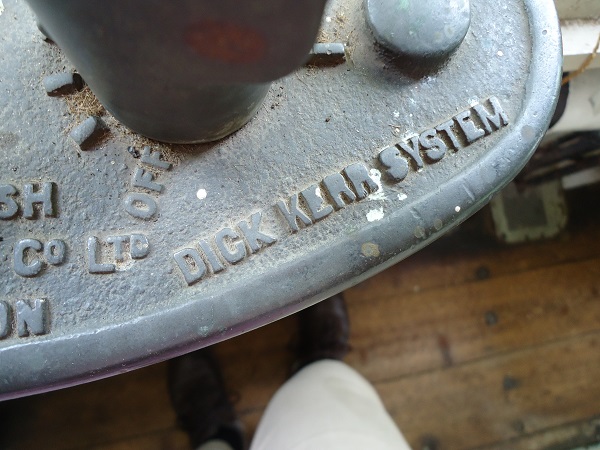 OFF
SH
Co LTD
ON
DICK KERR SYSTEM